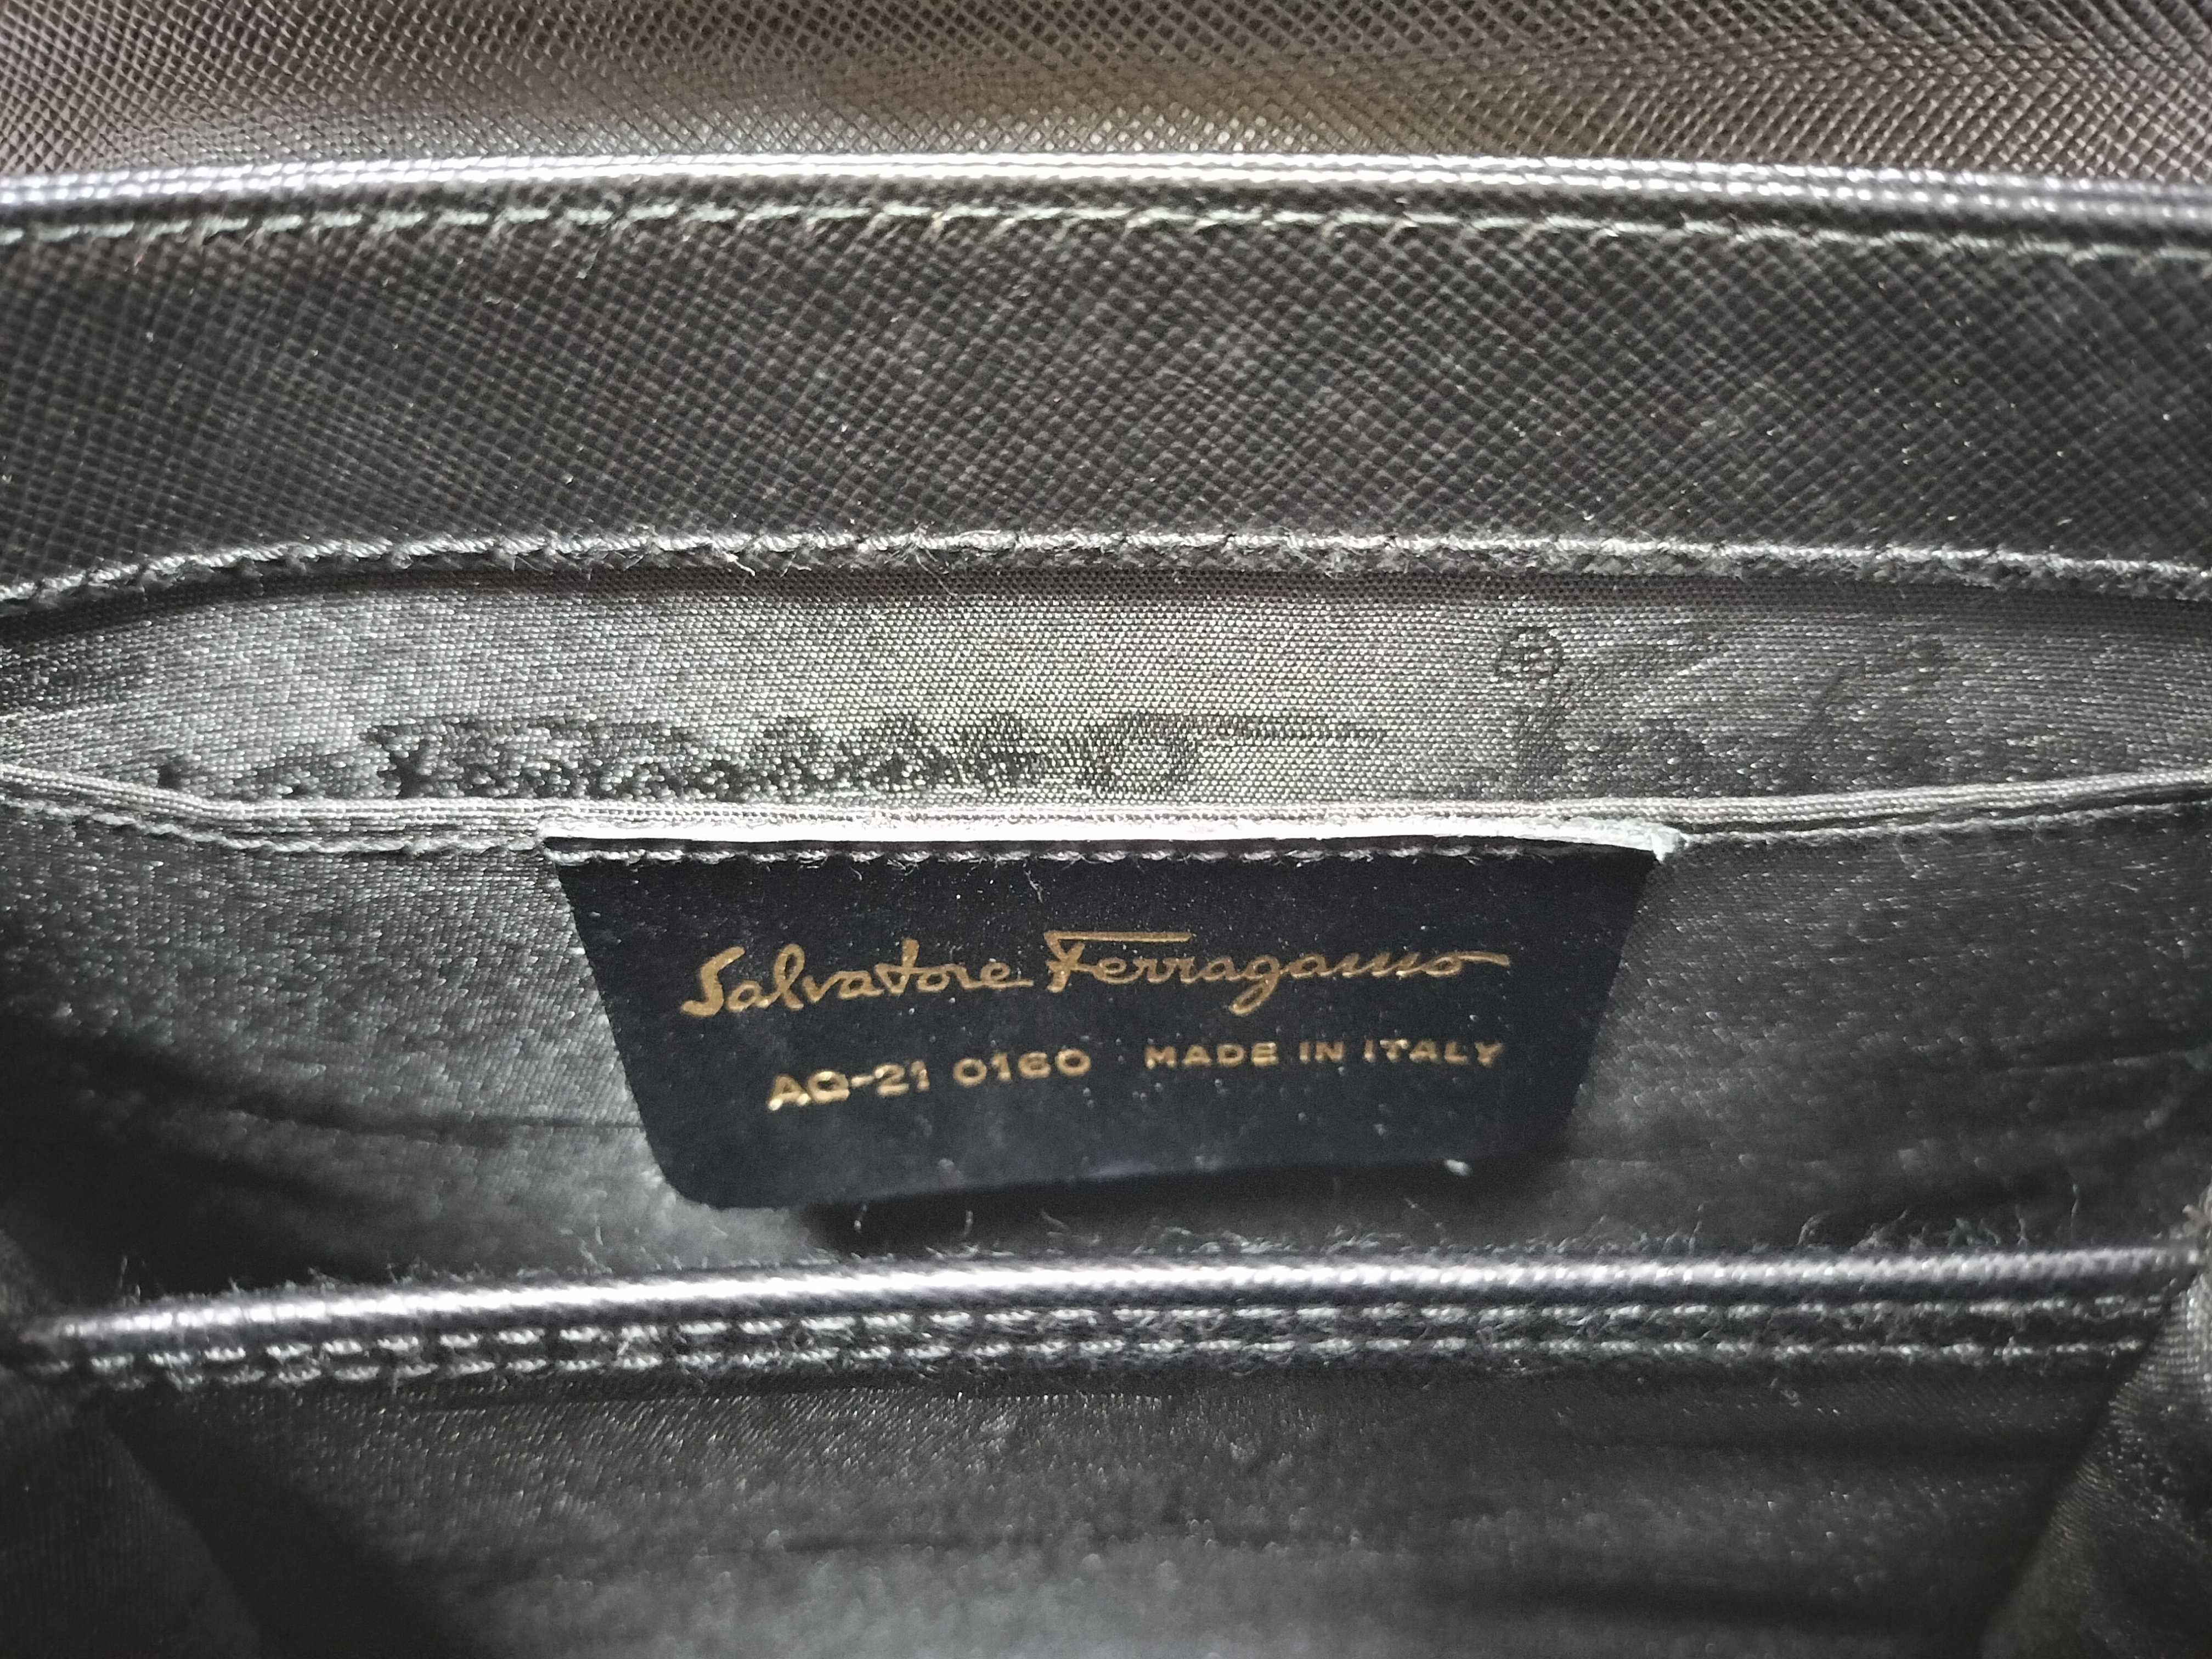 Salvatore Ferragamo
AQ-21 0160 MADE IN ITALY